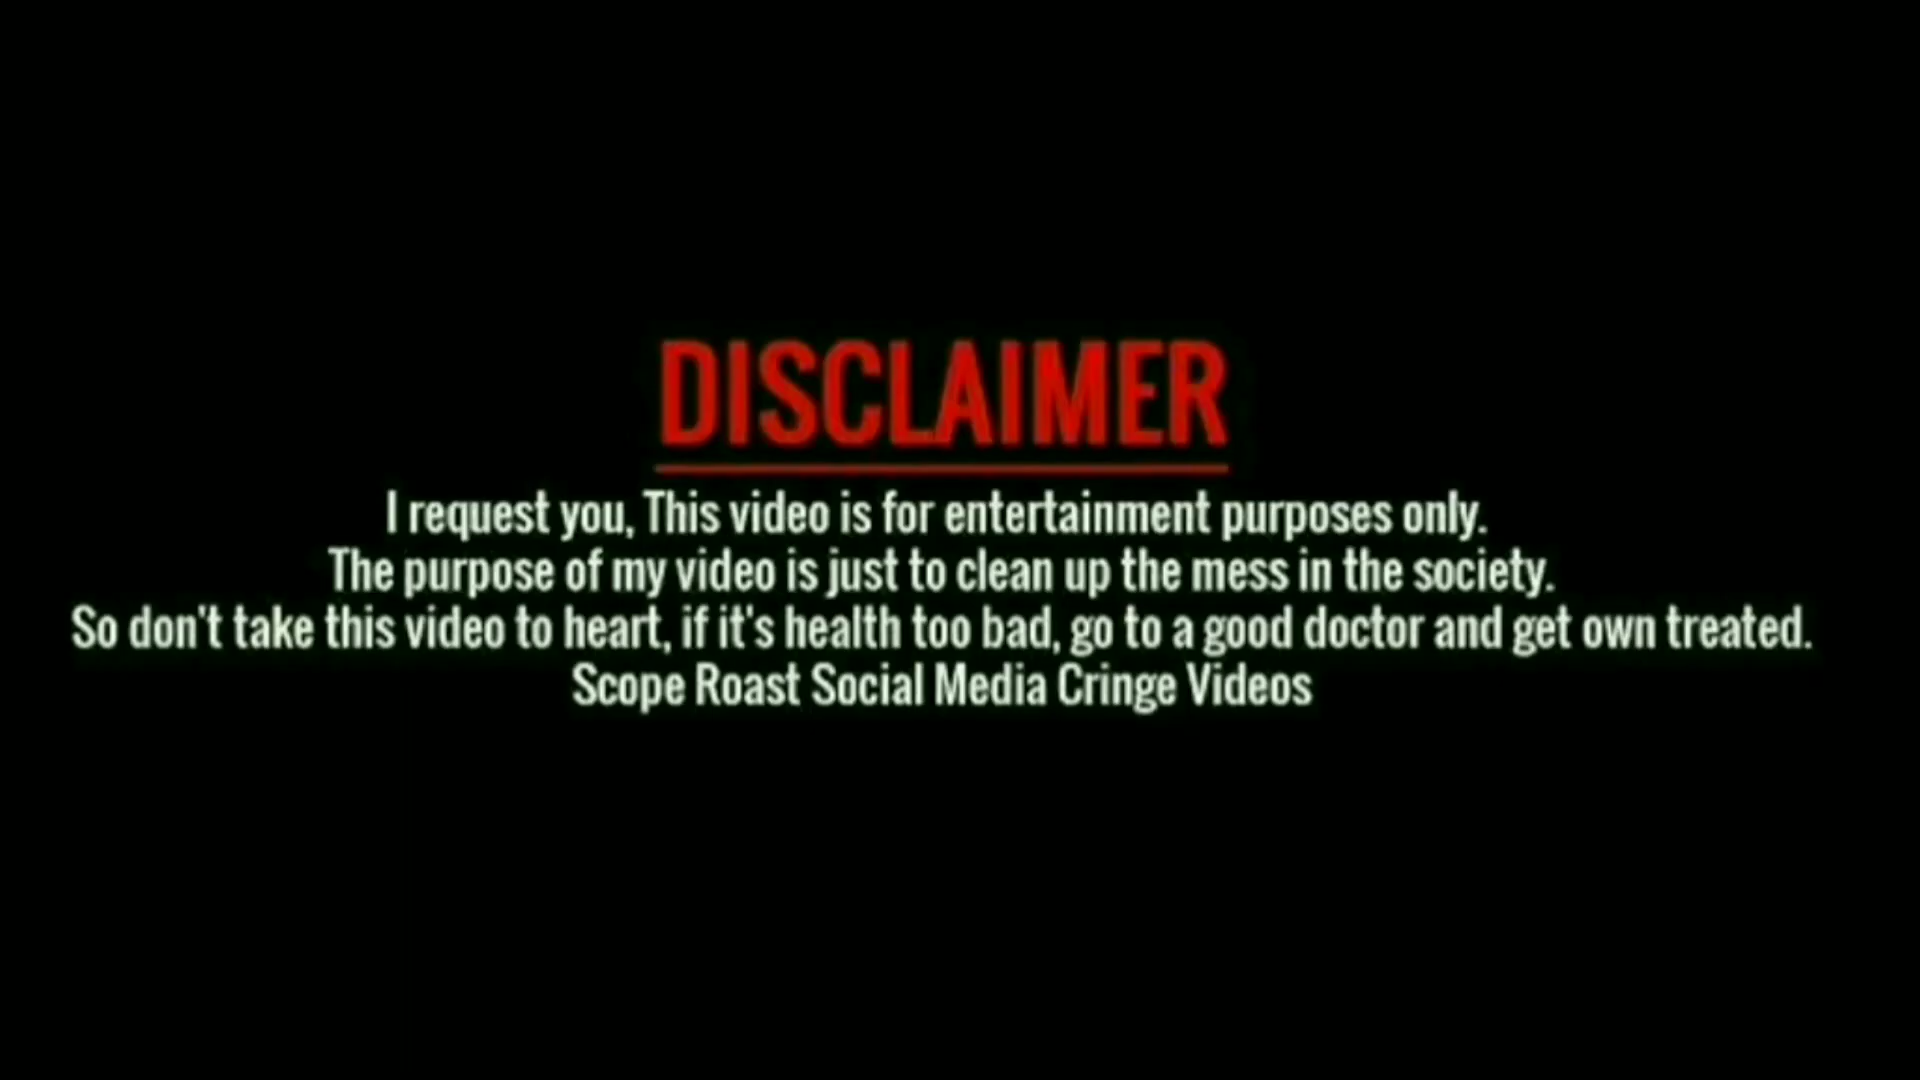 DISCLAIMER
I request you, This video is for entertainment purposes only.
The purpose of my video is just to clean up the mess in the society.
So don't take this video to heart, if it's health too bad, go to a good doctor and get own treated.
Scope Roast Social Media Cringe Videos